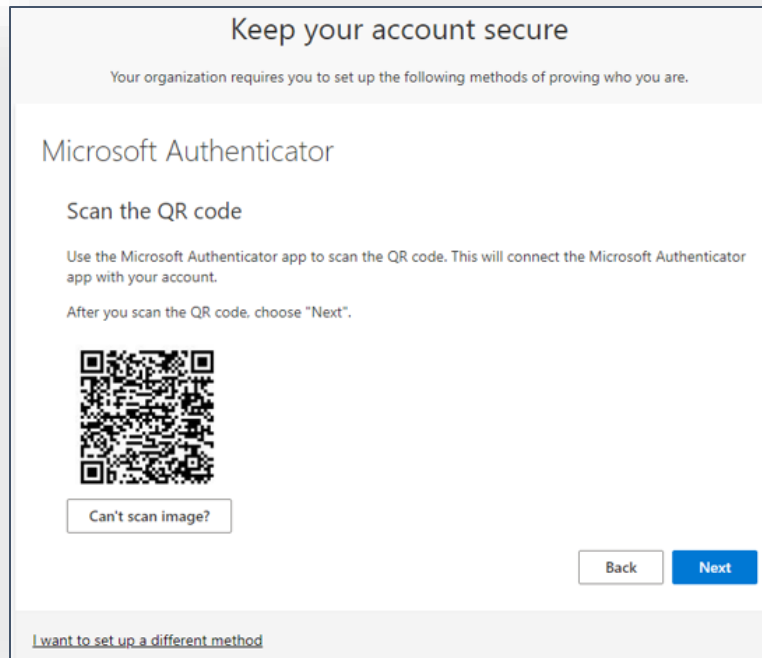 Keep your account secure
Your organization requires you to set up the following methods of proving who you are.
Microsoft Authenticator
Scan the QR code
Use the Microsoft Authenticator app to scan the QR code. This will connect the Microsoft Authenticator
app with your account.
After you scan the QR code, choose "Next".
Can't scan image?
Back
Next
I want to set up a different method